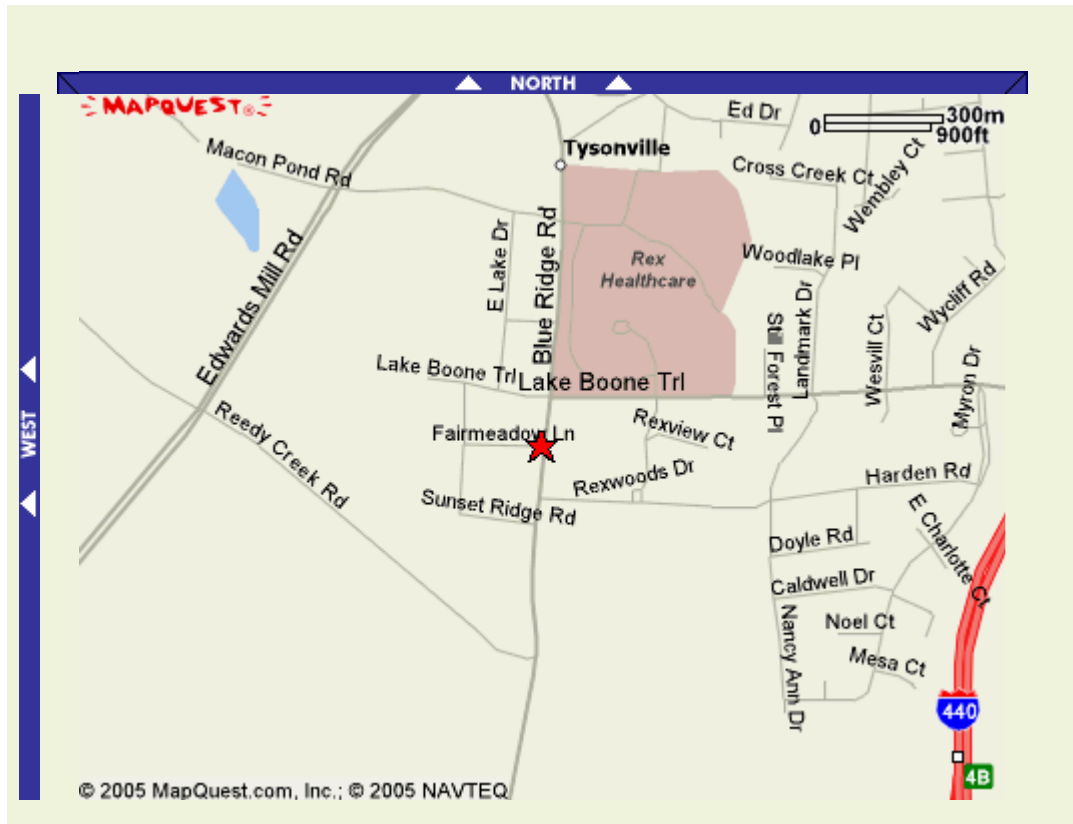 NORTH
MAPQUEST®
WEST
Ed Dr
300m
0
900ft
Tysonville
Macon Pond Rd
Cross Creek Ct
Wembley Ct
E Lake Dr
Blue Ridge Rd
Edwards Mill Rd
Rex
Healthcare
Woodlake Pl
Wycliff Rd
Still Forest Pl
Landmark Dr
Wesvill Ct
Myron Dr
Lake Boone Trl
Lake Boone Trl
Reedy Creek Rd
Fairmeadow Ln
Rexview Ct
Rexwoods Dr
Harden Rd
Sunset Ridge Rd
E Charlotte Ct
Doyle Rd
Caldwell Dr
Nancy Ann Dr
Noel Ct
Mesa Ct
440
4B
© 2005 MapQuest.com, Inc.; © 2005 NAVTEQ